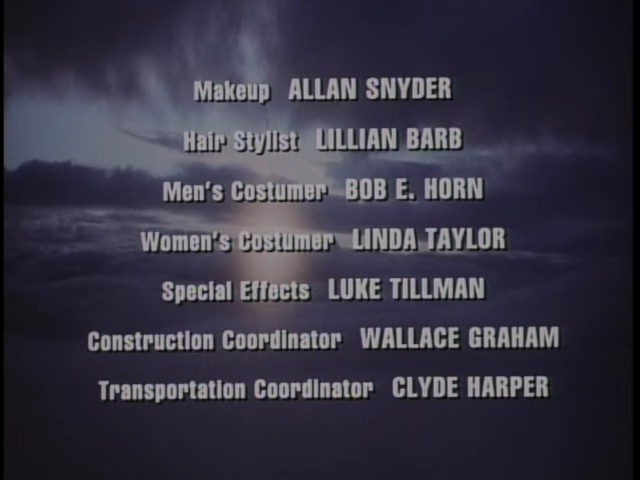 Makeup ALLAN SNYDER
Hair Stylist LILLIAN BARB
Men's Costumer BOB E. HORN
Women's Costumer LINDA TAYLOR
Special Effects LUKE TILLMAN
Construction Coordinator WALLACE GRAHAM
Transportation Coordinator CLYDE HARPER